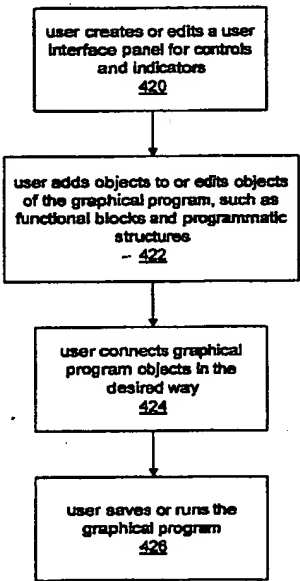 user creates or edits a user
interface panel for controls
and indicators
420
user adds objects to or edits objects
of the graphical program, such as
functional blocks and programmatic
structures
422
user connects graphical
program objects in the
desired way
424
user saves or runs the
graphical program
426